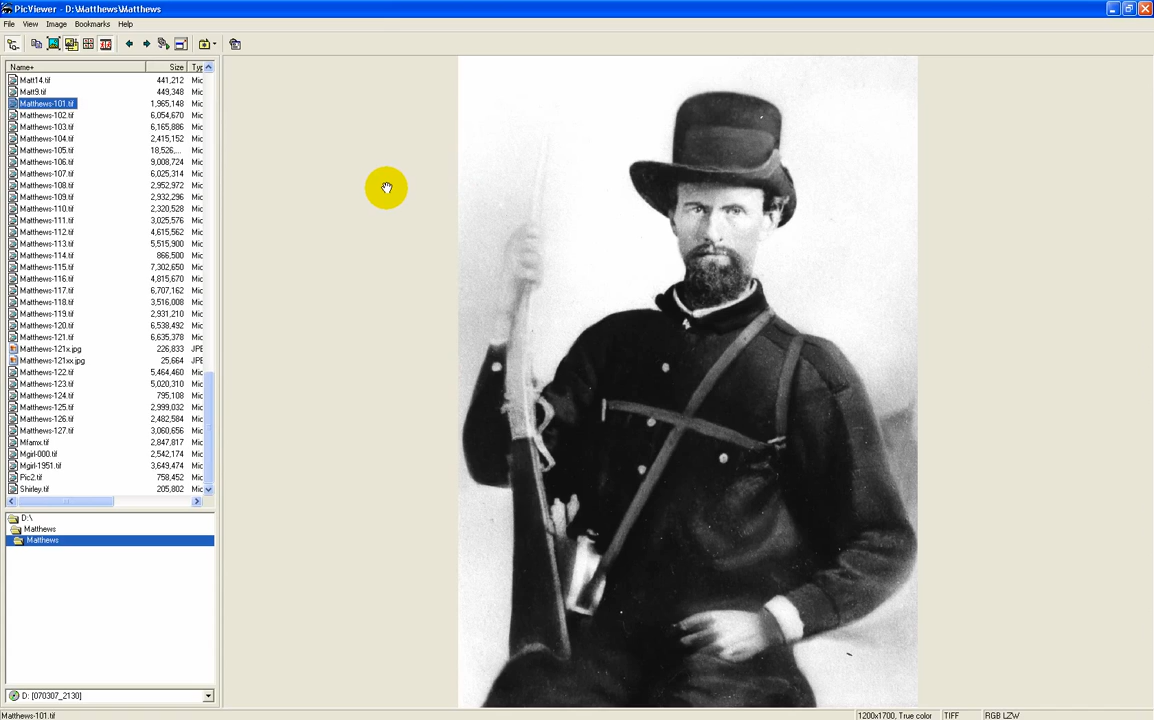 PicViewer - D:\Matthews\Matthews
File View Image Bookmarks Help
Name+ Size Typ
Matt14.tif 441,212 Mic
Matt9.tif 449,348 Mic
Matthews-101.tif 1,965,148 Mic
Matthews-102.tif 6,054,670 Mic
Matthews-103.tif 6,165,886 Mic
Matthews-104.tif 2,415,152 Mic
Matthews-105.tif 18,526,... Mic
Matthews-106.tif 9,008,724 Mic
Matthews-107.tif 6,025,314 Mic
Matthews-108.tif 2,952,972 Mic
Matthews-109.tif 2,932,296 Mic
Matthews-110.tif 2,320,528 Mic
Matthews-111.tif 3,025,576 Mic
Matthews-112.tif 4,615,562 Mic
Matthews-113.tif 5,515,900 Mic
Matthews-114.tif 866,500 Mic
Matthews-115.tif 7,302,650 Mic
Matthews-116.tif 4,815,670 Mic
Matthews-117.tif 6,707,162 Mic
Matthews-118.tif 3,516,008 Mic
Matthews-119.tif 2,931,210 Mic
Matthews-120.tif 6,538,492 Mic
Matthews-121.tif 6,635,378 Mic
Matthews-121x.jpg 226,833 JPE
Matthews-121xx.jpg 25,664 JPE
Matthews-122.tif 5,464,460 Mic
Matthews-123.tif 5,020,310 Mic
Matthews-124.tif 795,108 Mic
Matthews-125.tif 2,999,032 Mic
Matthews-126.tif 2,482,584 Mic
Matthews-127.tif 3,060,656 Mic
Mfamx.tif 2,847,817 Mic
Mgirl-000.tif 2,542,174 Mic
Mgirl-1951.tif 3,649,474 Mic
Pic2.tif 758,452 Mic
Shirley.tif 205,802 Mic
D:\
Matthews
Matthews
D: [070307_2130]
Matthews-101.tif 1200x1700, True color TIFF RGB LZW